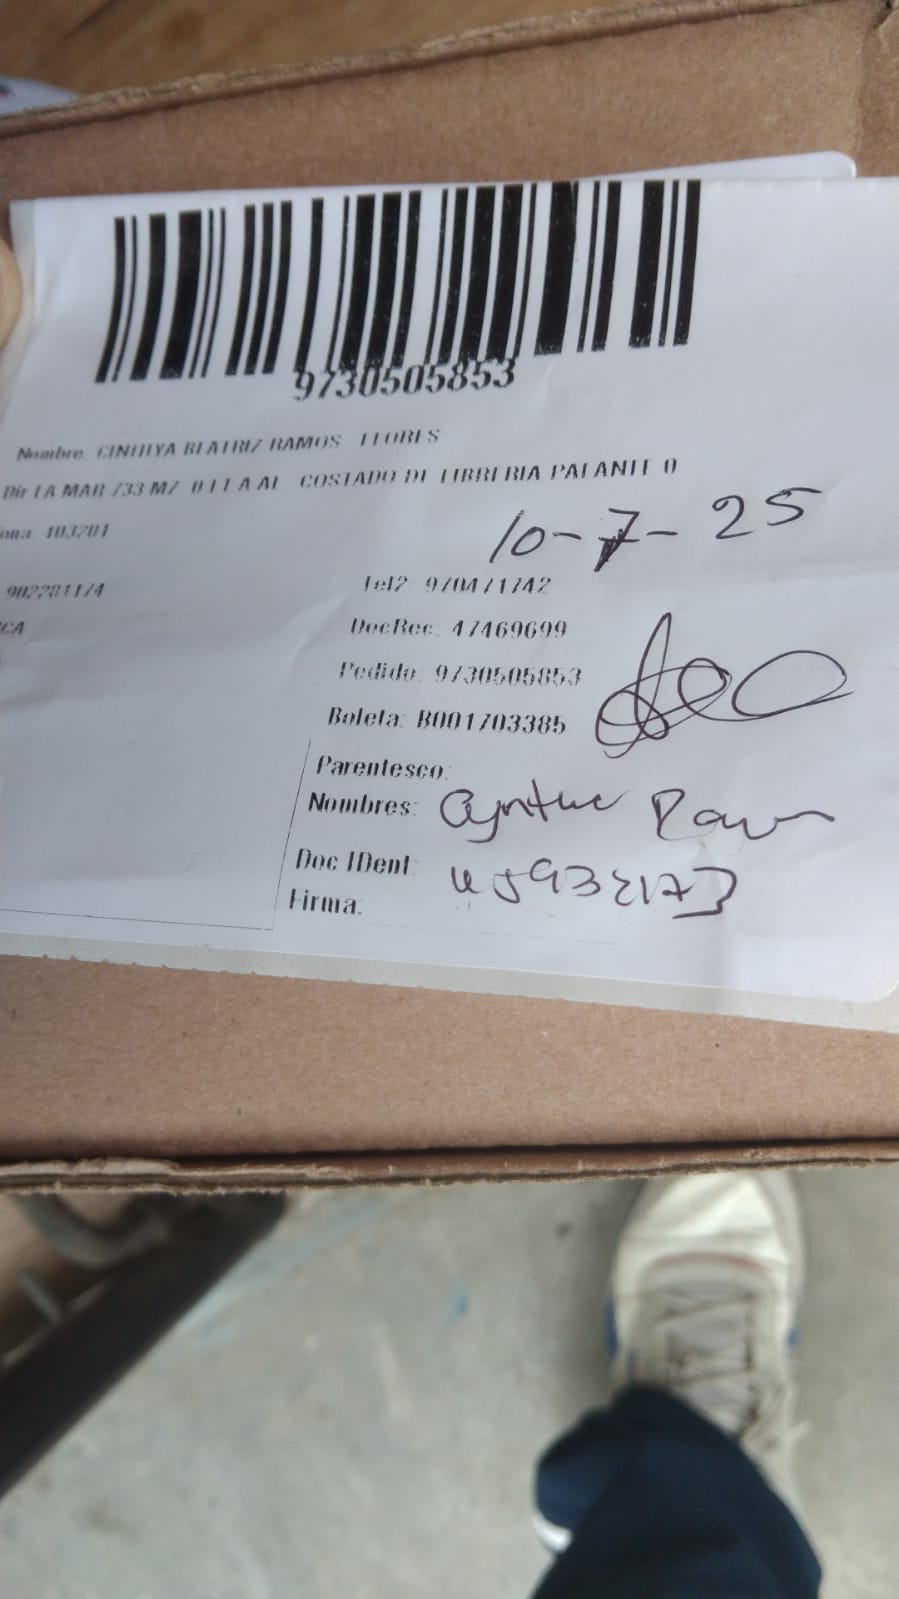 9730505853
Nombre: CINTHYA BEATRIZ RAMOS FLORES
Dir LA MAR 733 MZ 0 LT A AL COSTADO DE LIBRERIA PALANTE 0
10-7-25
Tel2: 970471742
902281174
DocRec: 47469699
Pedido: 9730505853
Boleta: B001703385
Parentesco:
Nombres:
Doc IDent:
Firma: